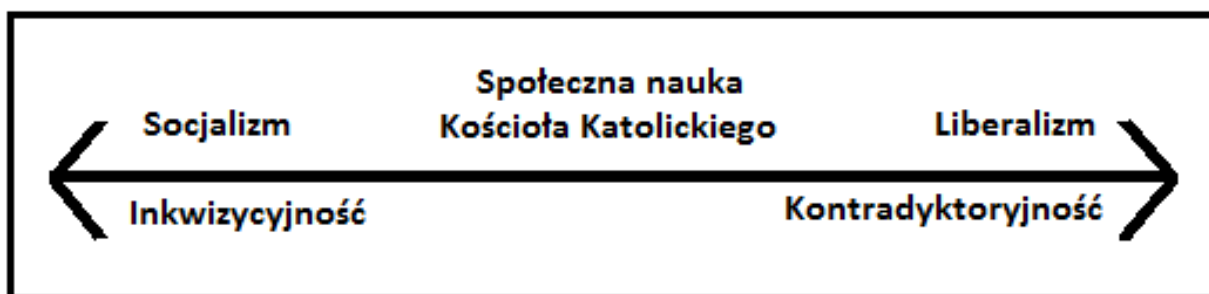 Społeczna nauka
Socjalizm Kościoła Katolickiego Liberalizm
Inkwizycyjność Kontradyktoryjność